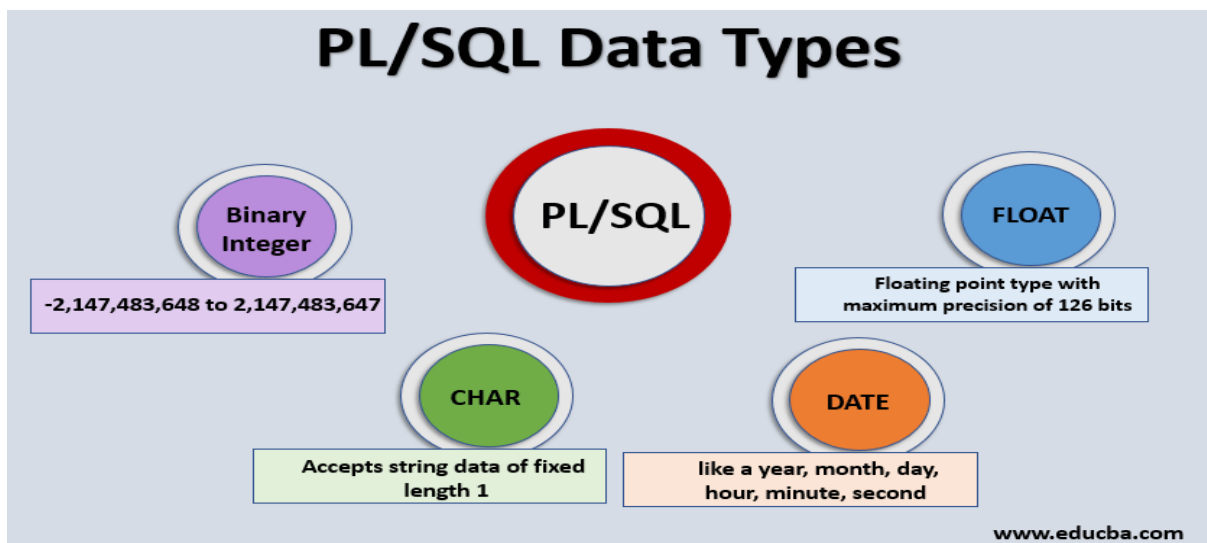 PL/SQL Data Types
PL/SQL
Binary
Integer
-2,147,483,648 to 2,147,483,647
FLOAT
Floating point type with
maximum precision of 126 bits
CHAR
Accepts string data of fixed
length 1
DATE
like a year, month, day,
hour, minute, second
www.educba.com